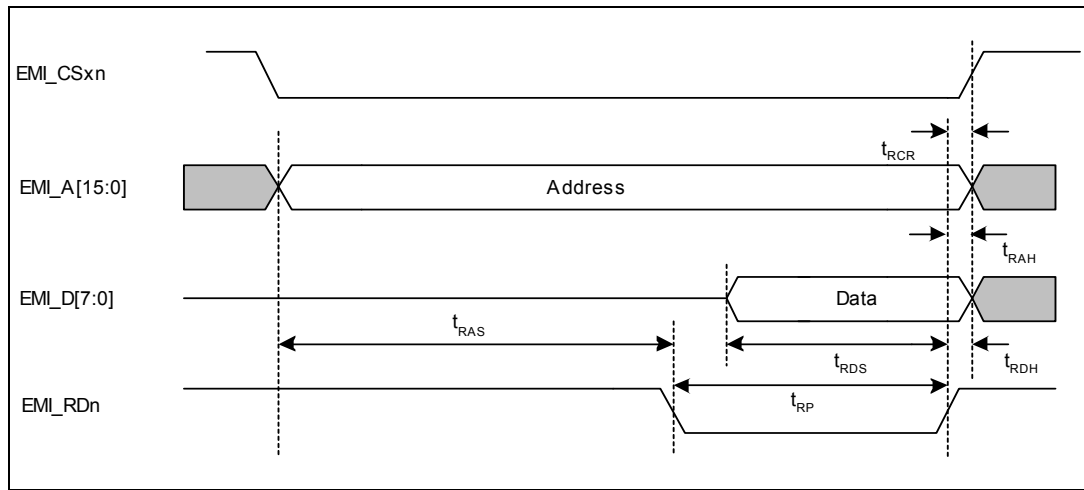 EMI_CSxn
tRCR
EMI_A[15:0]
Address
tRAH
EMI_D[7:0]
Data
tRAS
tRDS
tRDH
EMI_RDn
tRP